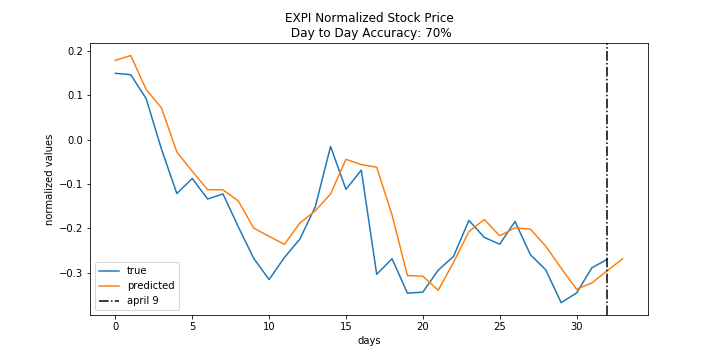 EXPI Normalized Stock Price
Day to Day Accuracy: 70%
0.2
0.1
0.0
−0.1
−0.2
−0.3
normalized values
true
predicted
april 9
0 5 10 15 20 25 30
days